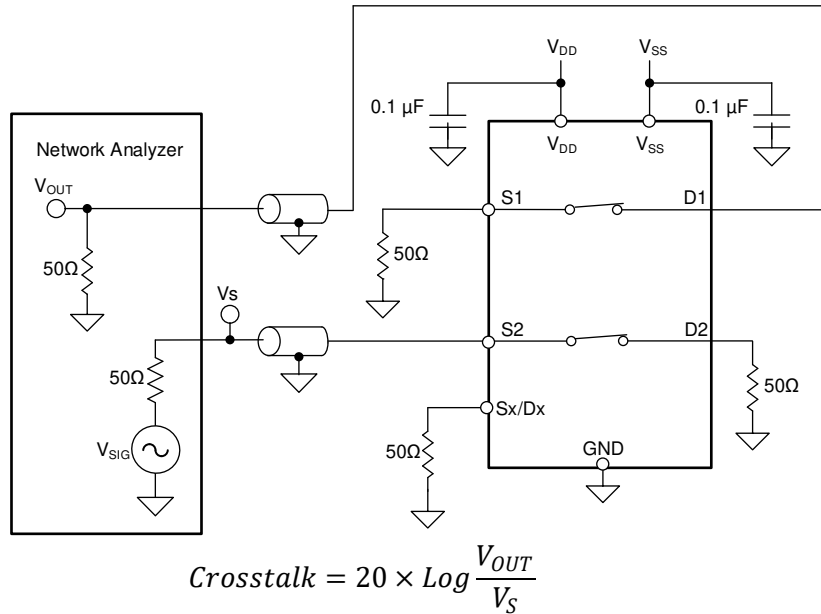 V_DD
V_SS
0.1 µF
0.1 µF
V_DD
V_SS
Network Analyzer
V_OUT
S1
D1
50Ω
50Ω
Vs
S2
D2
50Ω
50Ω
Sx/Dx
V_SIG
50Ω
GND
Crosstalk = 20 × Log V_OUT / V_S